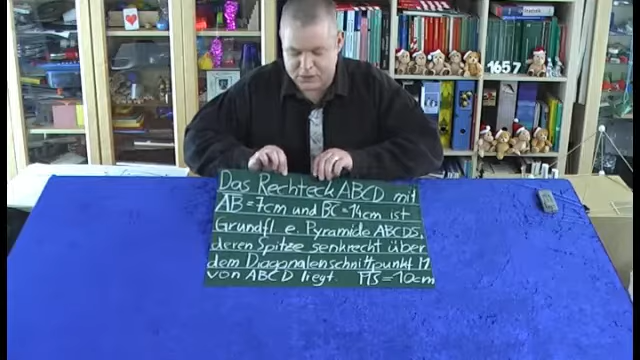 Das Rechteck ABCD mit
AB = 7cm und BC = 14cm ist
Grundfl e. Pyramide ABCDS,
deren Spitze senkrecht über
dem Diagonalenschnittpunkt M
von ABCD liegt. MS = 10cm
1657